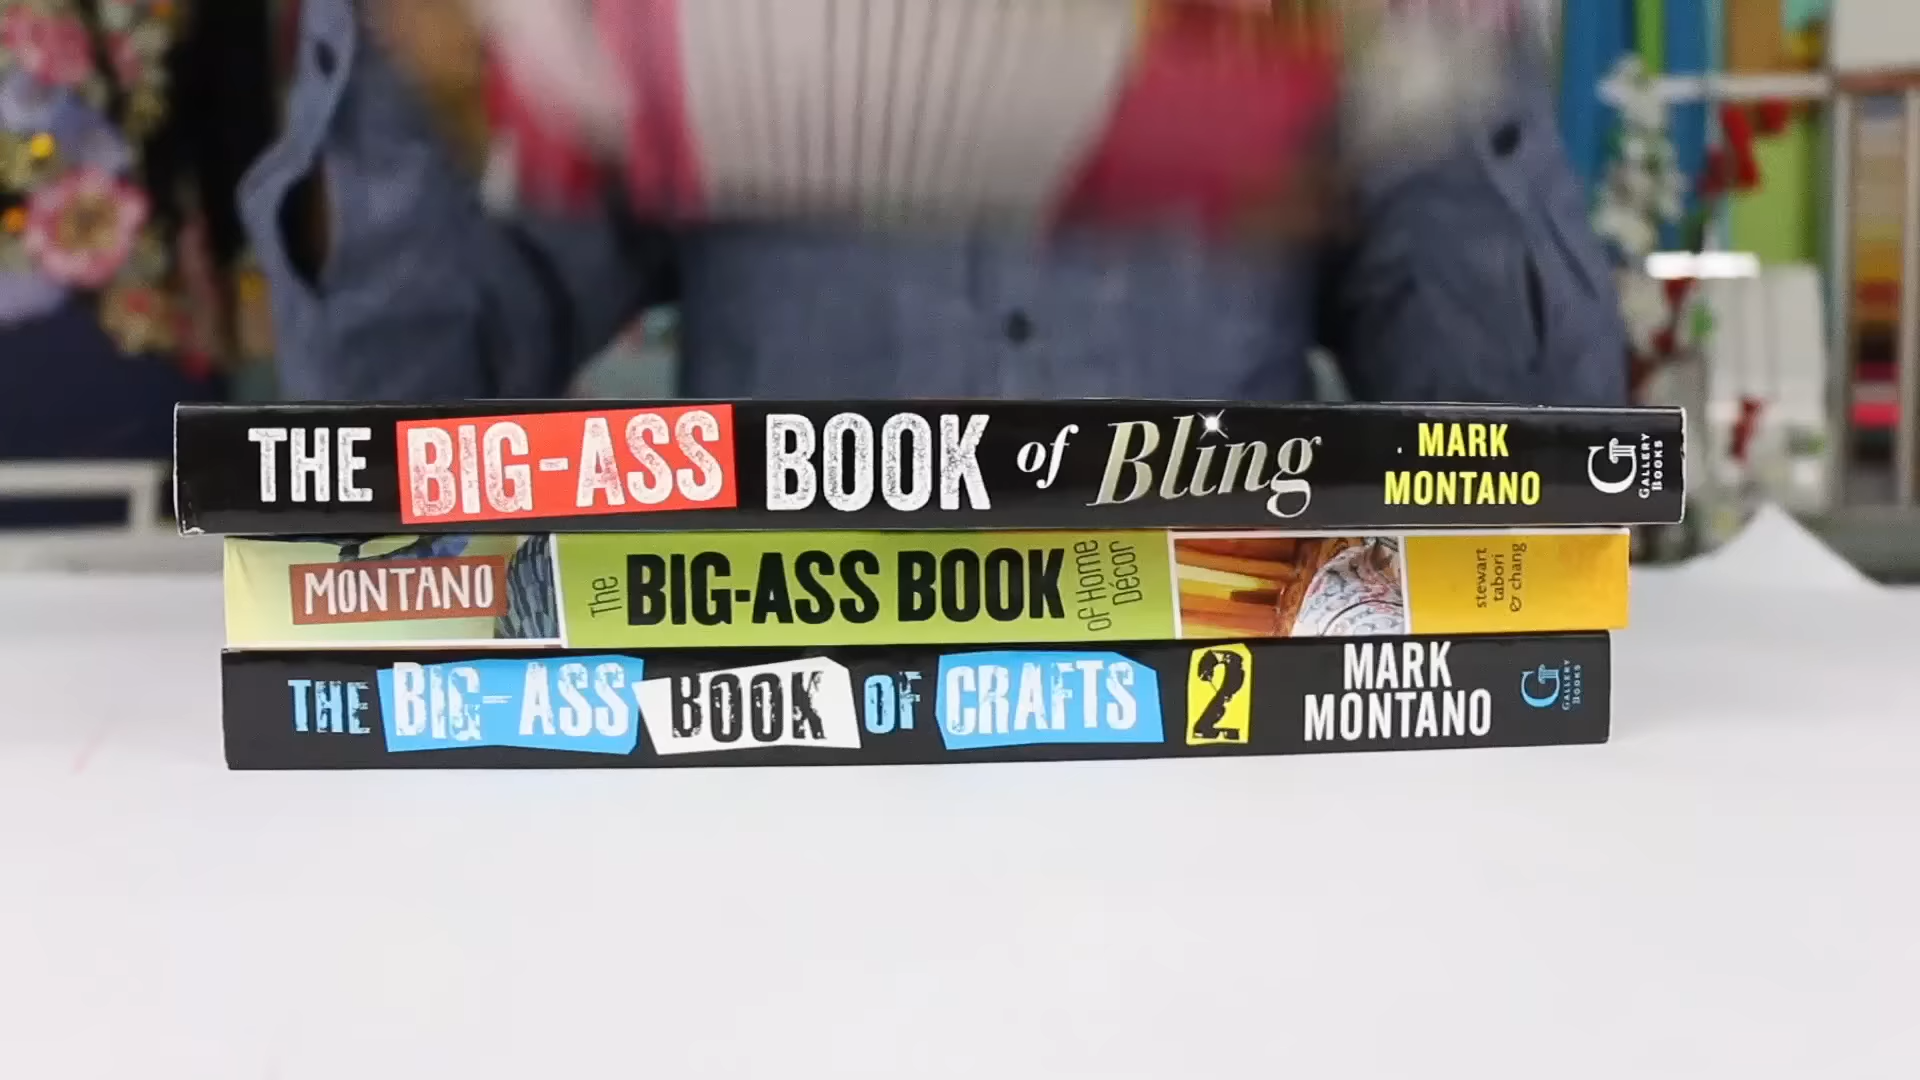 THE BIG-ASS BOOK of Bling MARK MONTANO GALLERY BOOKS
MONTANO The BIG-ASS BOOK of Home Décor stewart tabori & chang
THE BIG-ASS BOOK OF CRAFTS 2 MARK MONTANO GALLERY BOOKS